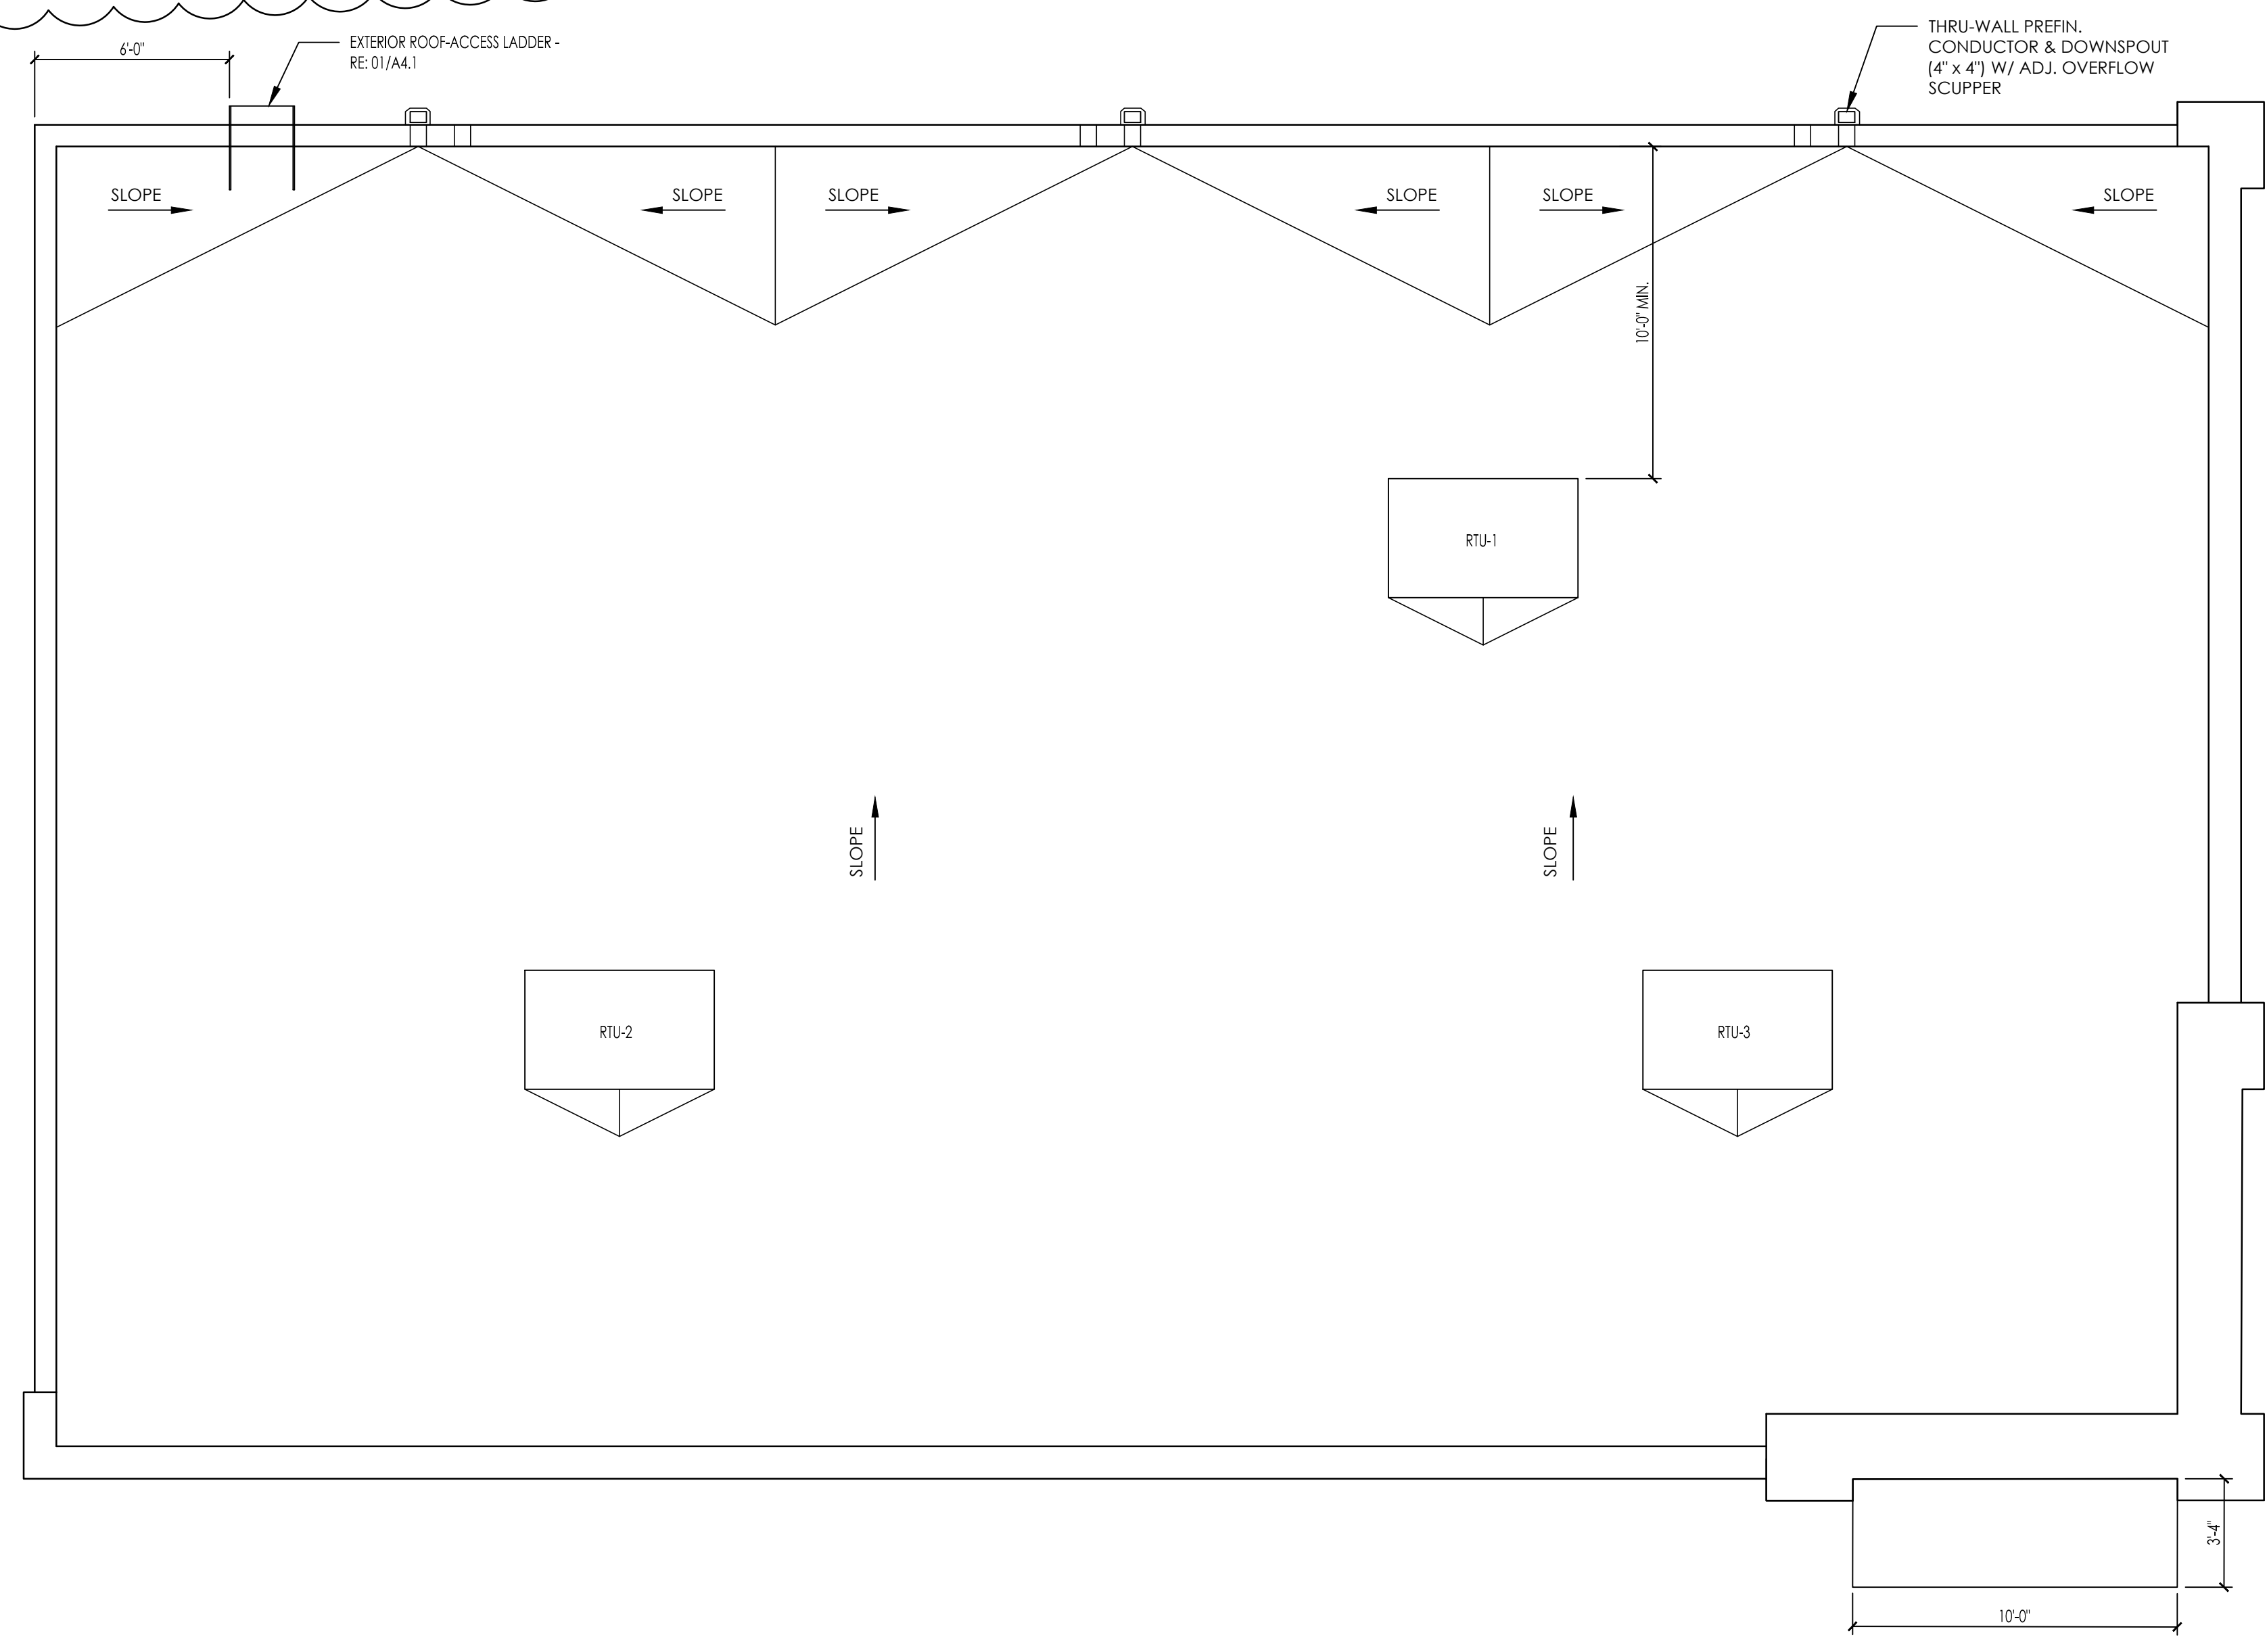 THRU-WALL PREFIN.
CONDUCTOR & DOWNSPOUT
(4" x 4") W/ ADJ. OVERFLOW
SCUPPER
6'-0"
EXTERIOR ROOF-ACCESS LADDER -
RE: 01/A4.1
SLOPE
SLOPE
SLOPE
SLOPE
SLOPE
SLOPE
10'-0" MIN.
RTU-1
SLOPE
SLOPE
RTU-2
RTU-3
3'-4"
10'-0"